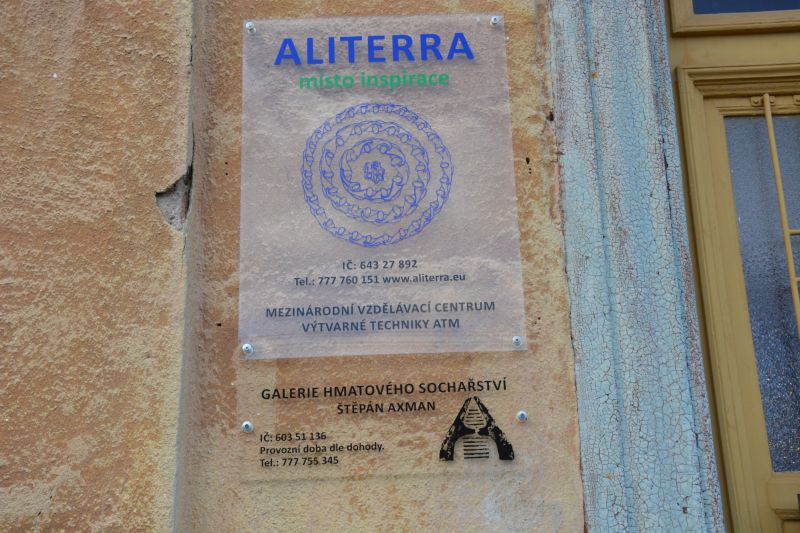 ALITERRA
místo inspirace
IČ: 643 27 892
Tel.: 777 760 151 www.aliterra.eu
MEZINÁRODNÍ VZDĚLÁVACÍ CENTRUM
VÝTVARNÉ TECHNIKY ATM
GALERIE HMATOVÉHO SOCHAŘSTVÍ
ŠTĚPÁN AXMAN
IČ: 603 51 136
Provozní doba dle dohody.
Tel.: 777 755 345